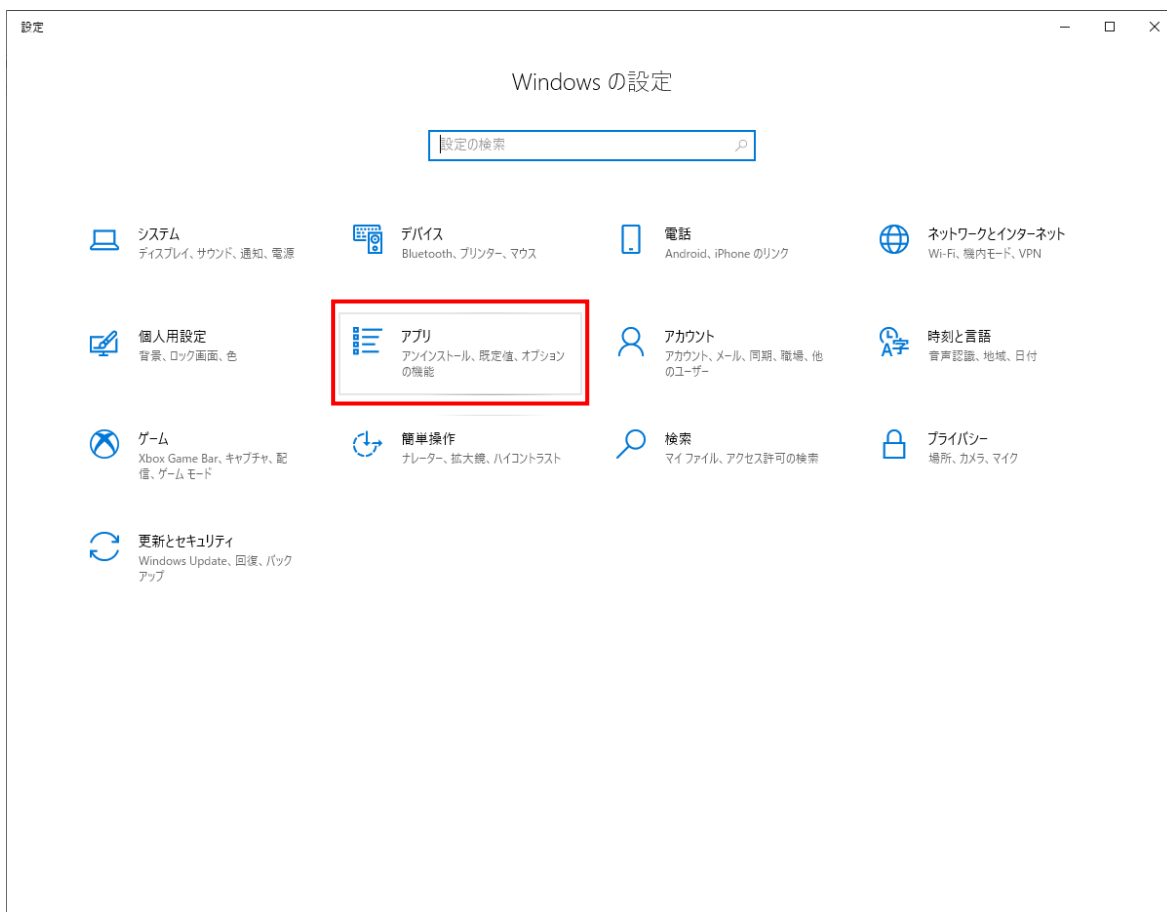 設定
Windows の設定
設定の検索
システム
ディスプレイ、サウンド、通知、電源
デバイス
Bluetooth、プリンター、マウス
電話
Android、iPhone のリンク
ネットワークとインターネット
Wi-Fi、機内モード、VPN
個人用設定
背景、ロック画面、色
アプリ
アンインストール、既定値、オプション
の機能
アカウント
アカウント、メール、同期、職場、他
のユーザー
時刻と言語
音声認識、地域、日付
ゲーム
Xbox Game Bar、キャプチャ、配
信、ゲーム モード
簡単操作
ナレーター、拡大鏡、ハイコントラスト
検索
マイ ファイル、アクセス許可の検索
プライバシー
場所、カメラ、マイク
更新とセキュリティ
Windows Update、回復、バック
アップ